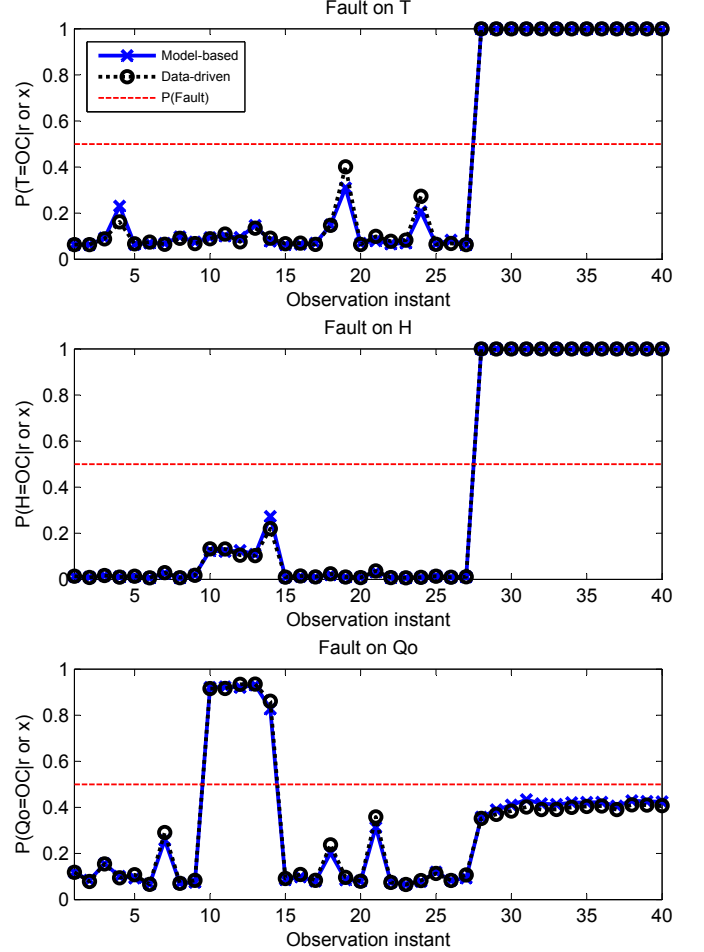 Fault on T
P(T=OC|r or x)
1
0.8
0.6
0.4
0.2
0
Model-based
Data-driven
P(Fault)
5 10 15 20 25 30 35 40
Observation instant
Fault on H
P(H=OC|r or x)
1
0.8
0.6
0.4
0.2
0
5 10 15 20 25 30 35 40
Observation instant
Fault on Qo
P(Qo=OC|r or x)
1
0.8
0.6
0.4
0.2
0
5 10 15 20 25 30 35 40
Observation instant